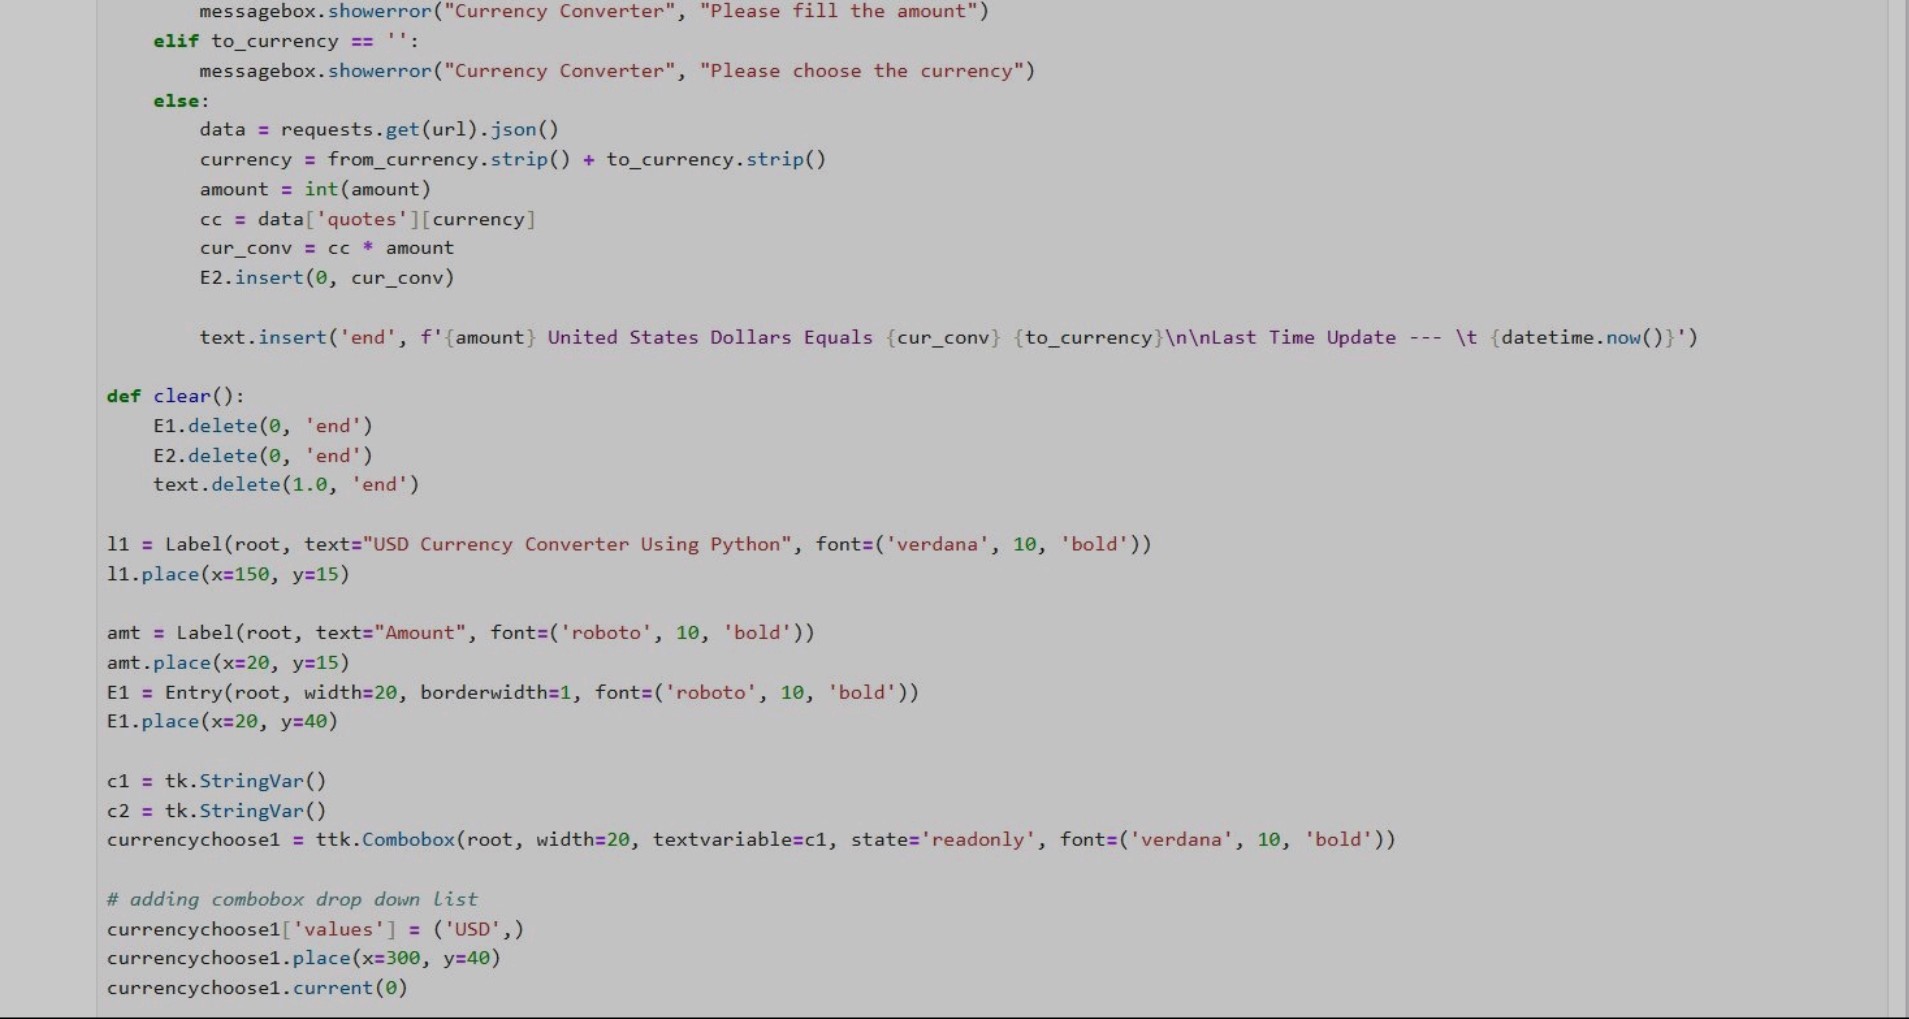 messagebox.showerror("Currency Converter", "Please fill the amount")
    elif to_currency == '':
        messagebox.showerror("Currency Converter", "Please choose the currency")
    else:
        data = requests.get(url).json()
        currency = from_currency.strip() + to_currency.strip()
        amount = int(amount)
        cc = data['quotes'][currency]
        cur_conv = cc * amount
        E2.insert(0, cur_conv)

        text.insert('end', f'{amount} United States Dollars Equals {cur_conv} {to_currency}\n\nLast Time Update --- \t {datetime.now()}')

def clear():
    E1.delete(0, 'end')
    E2.delete(0, 'end')
    text.delete(1.0, 'end')

l1 = Label(root, text="USD Currency Converter Using Python", font=('verdana', 10, 'bold'))
l1.place(x=150, y=15)

amt = Label(root, text="Amount", font=('roboto', 10, 'bold'))
amt.place(x=20, y=15)
E1 = Entry(root, width=20, borderwidth=1, font=('roboto', 10, 'bold'))
E1.place(x=20, y=40)

c1 = tk.StringVar()
c2 = tk.StringVar()
currencychoose1 = ttk.Combobox(root, width=20, textvariable=c1, state='readonly', font=('verdana', 10, 'bold'))

# adding combobox drop down list
currencychoose1['values'] = ('USD',)
currencychoose1.place(x=300, y=40)
currencychoose1.current(0)